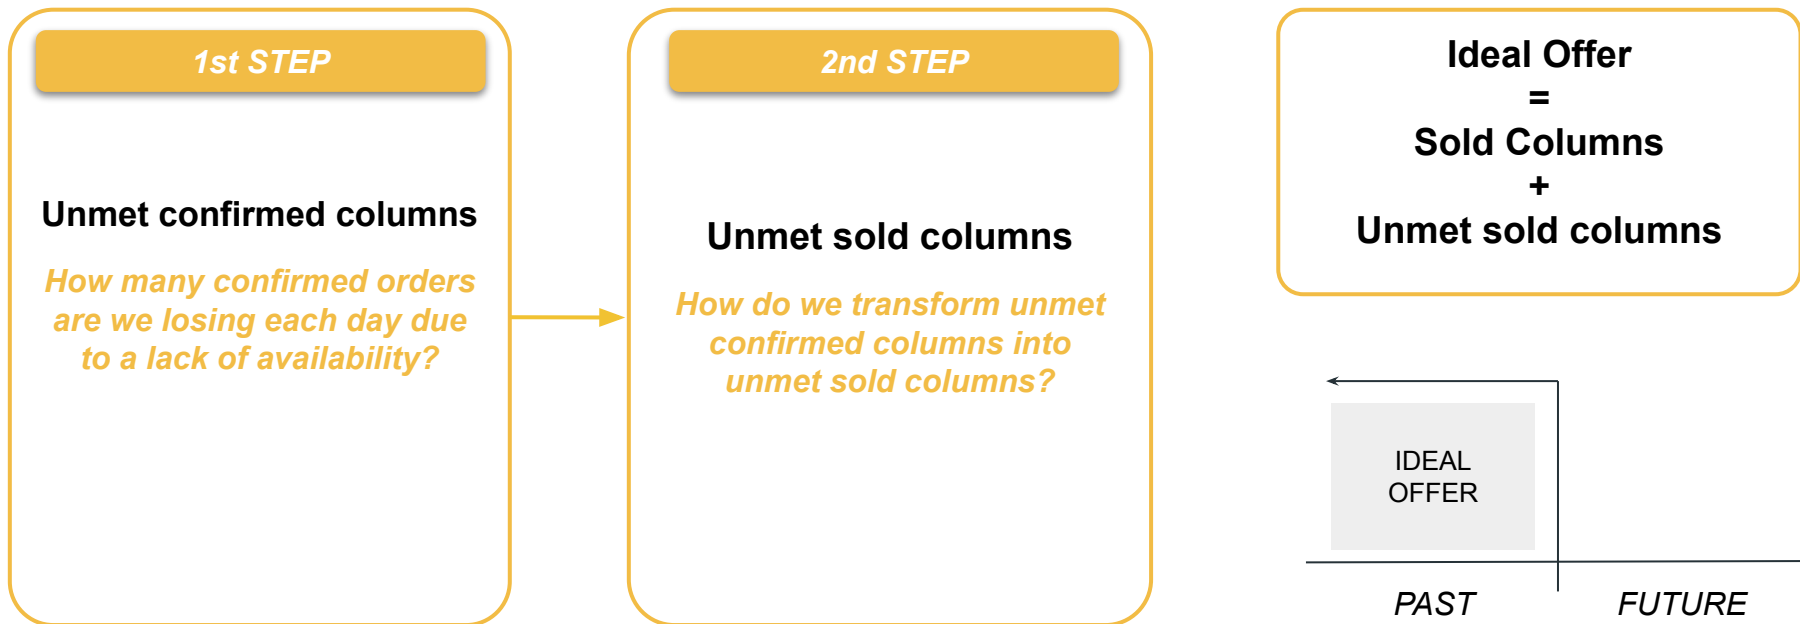 1st STEP
Unmet confirmed columns
How many confirmed orders
are we losing each day due
to a lack of availability?
2nd STEP
Unmet sold columns
How do we transform unmet
confirmed columns into
unmet sold columns?
Ideal Offer
=
Sold Columns
+
Unmet sold columns
IDEAL
OFFER
PAST
FUTURE